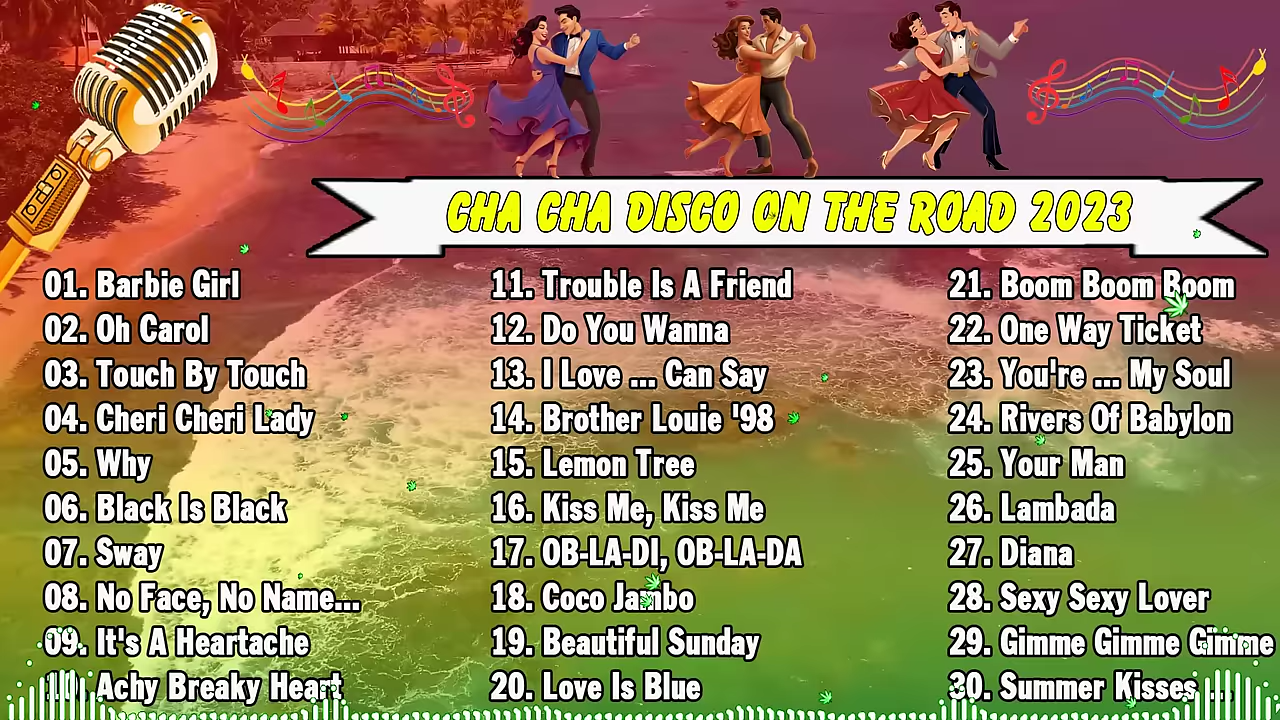 CHA CHA DISCO ON THE ROAD 2023
01. Barbie Girl
02. Oh Carol
03. Touch By Touch
04. Cheri Cheri Lady
05. Why
06. Black Is Black
07. Sway
08. No Face, No Name...
09. It's A Heartache
10. Achy Breaky Heart
11. Trouble Is A Friend
12. Do You Wanna
13. I Love ... Can Say
14. Brother Louie '98
15. Lemon Tree
16. Kiss Me, Kiss Me
17. OB-LA-DI, OB-LA-DA
18. Coco Jambo
19. Beautiful Sunday
20. Love Is Blue
21. Boom Boom Boom
22. One Way Ticket
23. You're ... My Soul
24. Rivers Of Babylon
25. Your Man
26. Lambada
27. Diana
28. Sexy Sexy Lover
29. Gimme Gimme Gimme
30. Summer Kisses ...